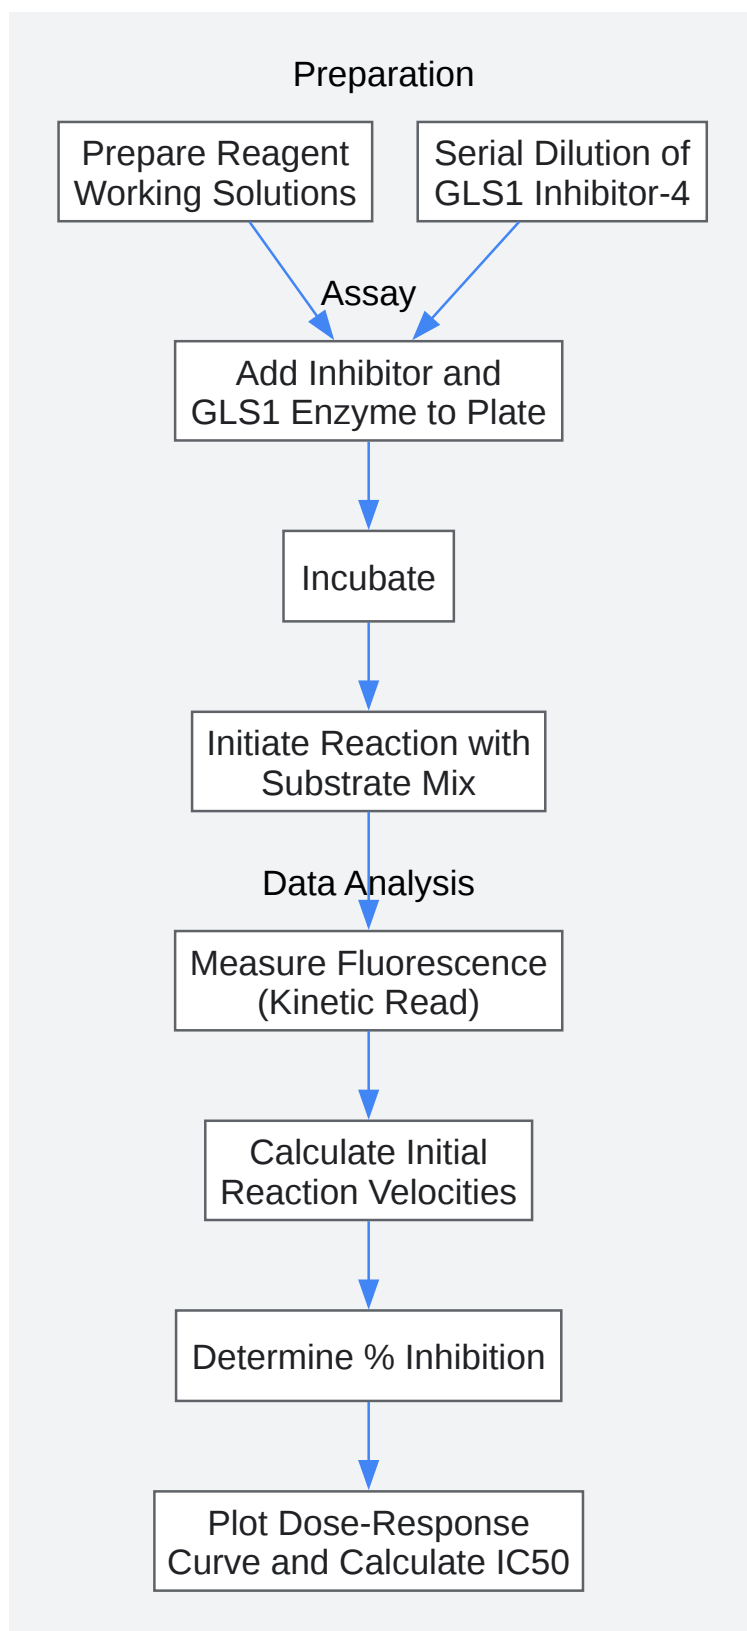 Preparation
Prepare Reagent
Working Solutions
Serial Dilution of
GLS1 Inhibitor-4
Assay
Add Inhibitor and
GLS1 Enzyme to Plate
Incubate
Initiate Reaction with
Substrate Mix
Data Analysis
Measure Fluorescence
(Kinetic Read)
Calculate Initial
Reaction Velocities
Determine % Inhibition
Plot Dose-Response
Curve and Calculate IC50